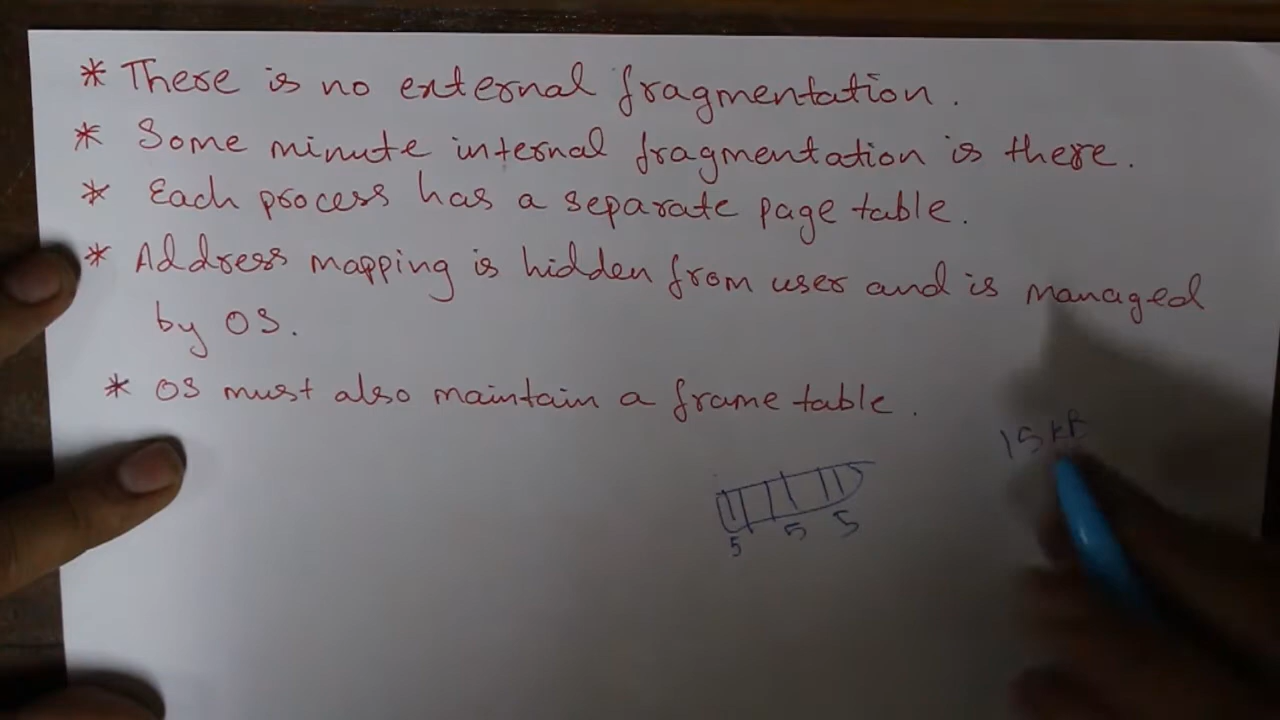 * There is no external fragmentation.
* Some minute internal fragmentation is there.
* Each process has a separate page table.
* Address mapping is hidden from user and is managed
by OS.
* OS must also maintain a frame table.
15
5 5 5